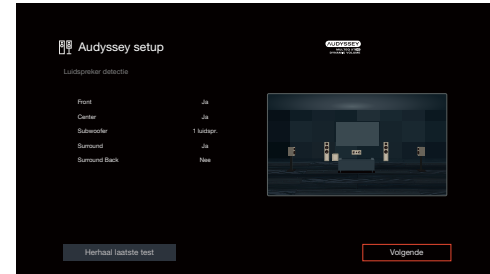 Audyssey setup
AUDYSSEY
Luidspreker detectie
Front Ja
Center Ja
Subwoofer 1 luidspr.
Surround Ja
Surround Back Nee
Herhaal laatste test
Volgende